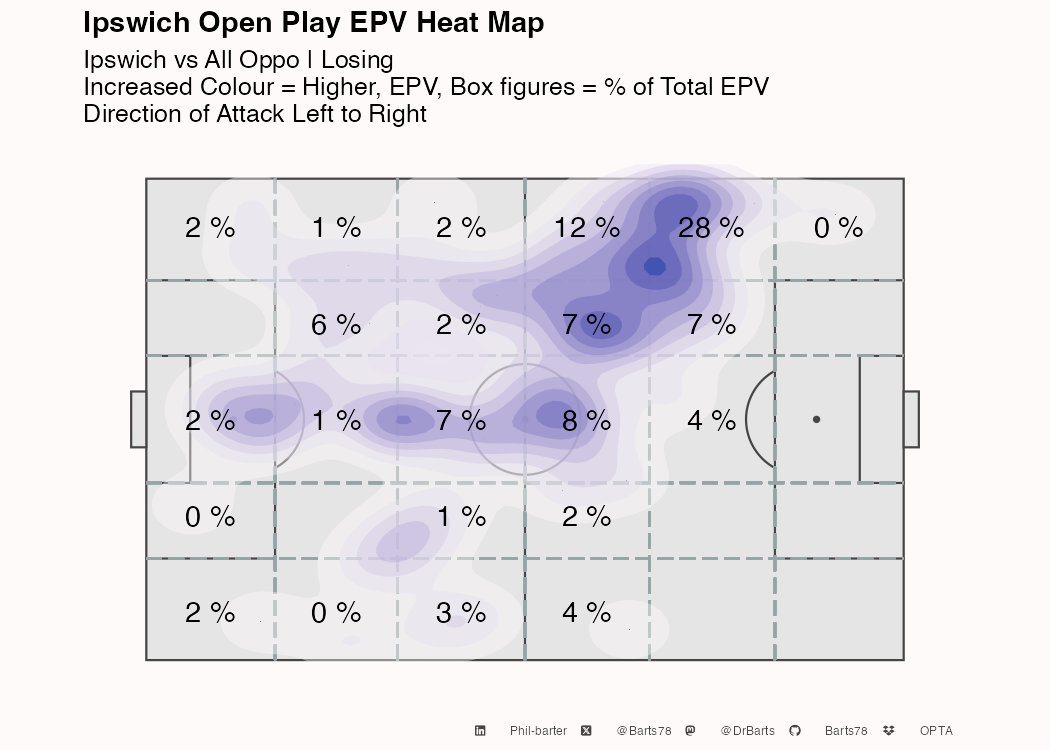 Ipswich Open Play EPV Heat Map
Ipswich vs All Oppo | Losing
Increased Colour = Higher, EPV, Box figures = % of Total EPV
Direction of Attack Left to Right
2 % 1 % 2 % 12 % 28 % 0 %
6 % 2 % 7 % 7 %
2 % 1 % 7 % 8 % 4 %
0 % 1 % 2 %
2 % 0 % 3 % 4 %
Phil-barter @Barts78 @DrBarts Barts78 OPTA